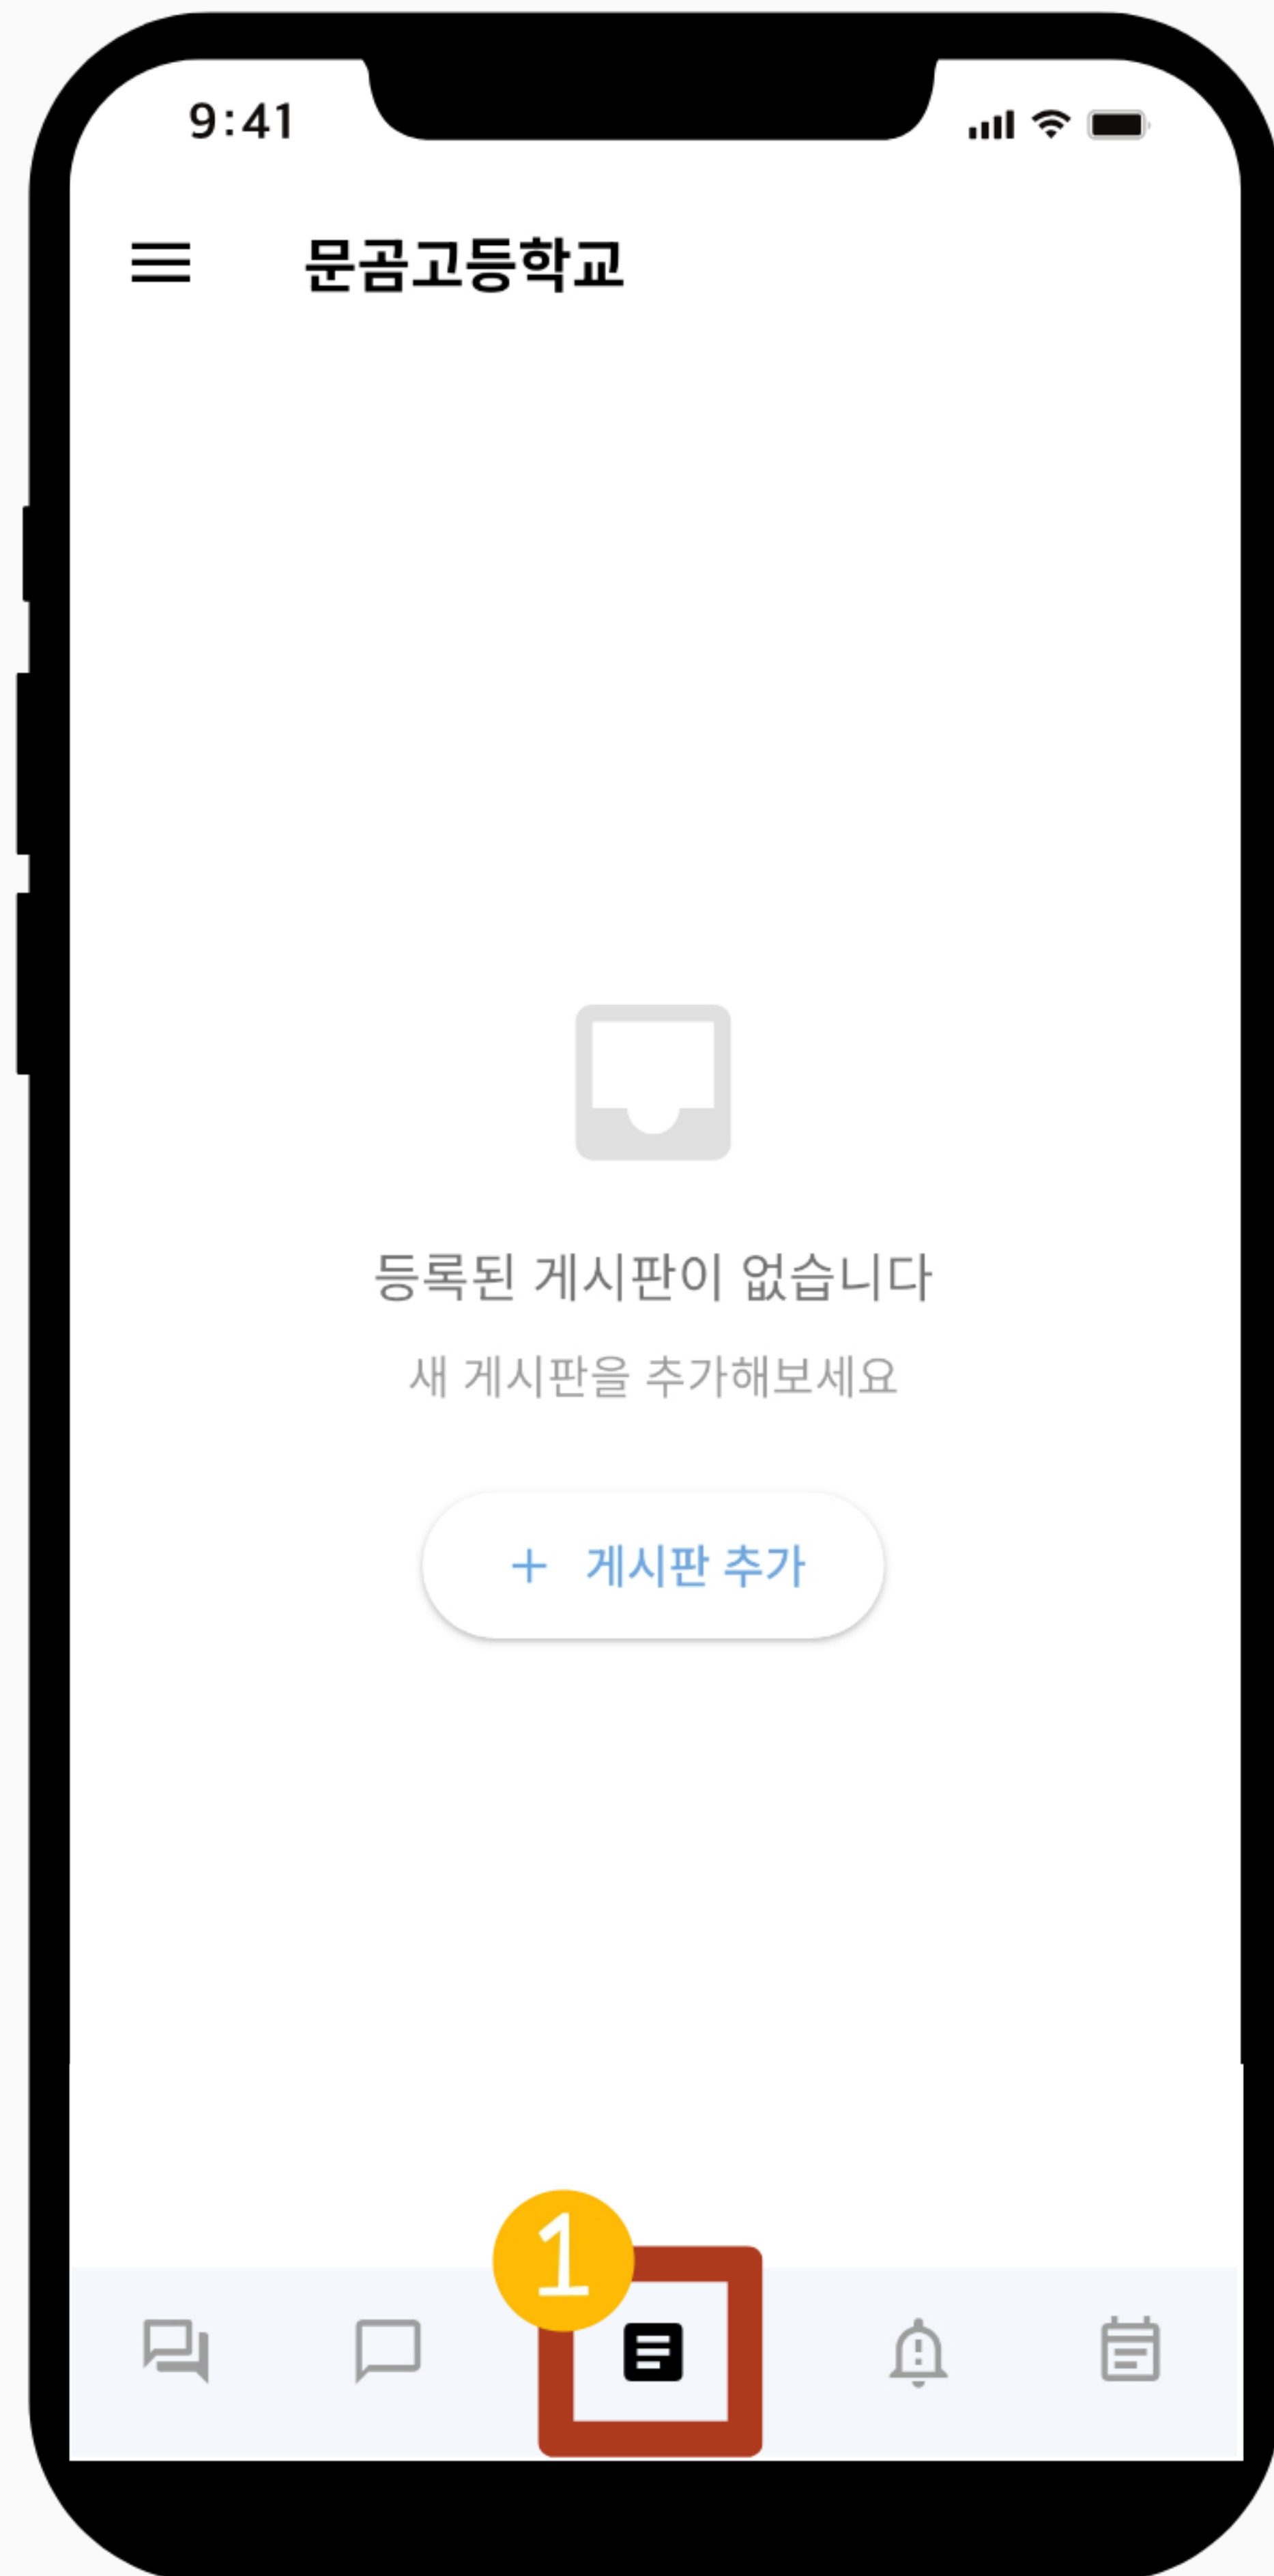 9:41
문곰고등학교
등록된 게시판이 없습니다
새 게시판을 추가해보세요
+ 게시판 추가
1